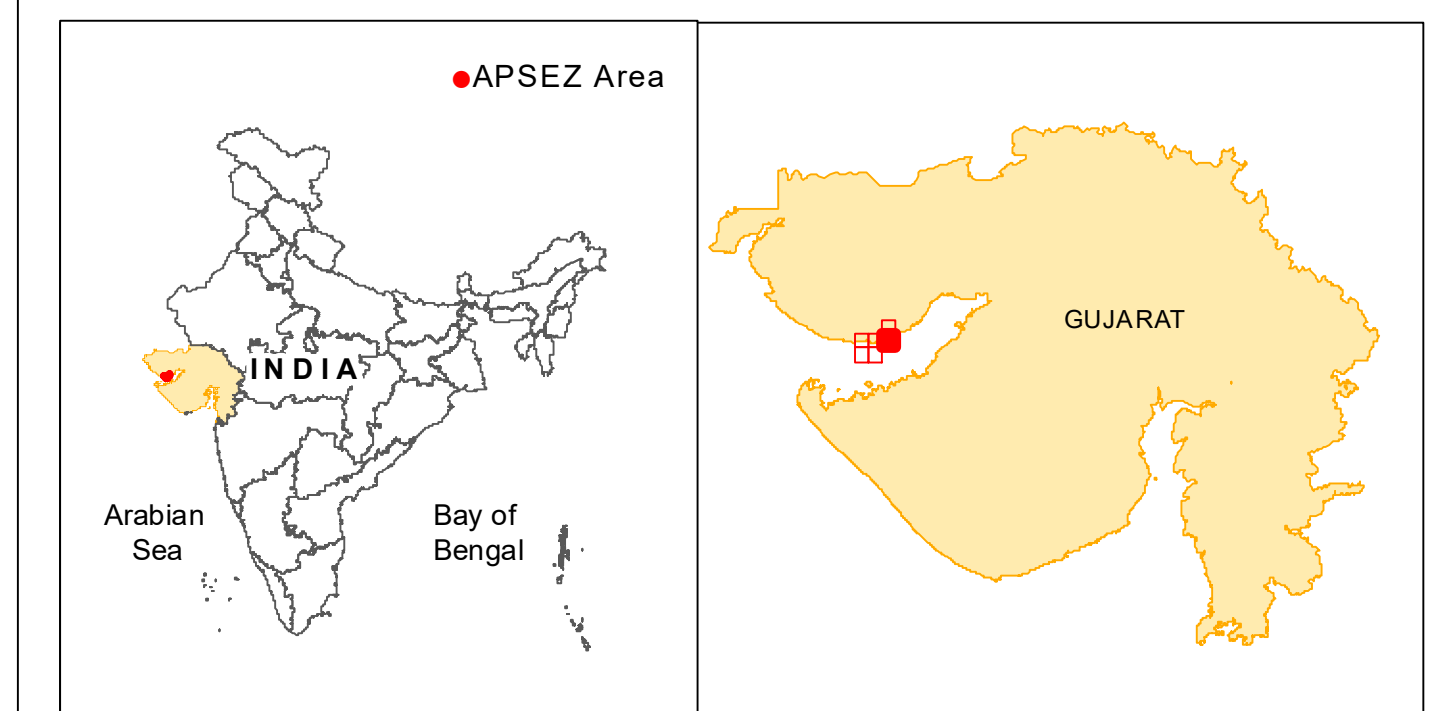 APSEZ Area
INDIA
Arabian
Sea
Bay of
Bengal
GUJARAT